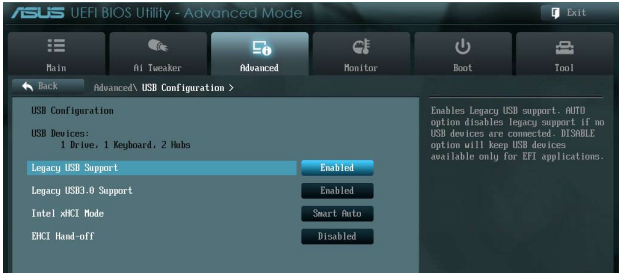 ASUS UEFI BIOS Utility - Advanced Mode
Exit
Main
Ai Tweaker
Advanced
Monitor
Boot
Tool
Back
Advanced\ USB Configuration >
USB Configuration
USB Devices:
1 Drive, 1 Keyboard, 2 Hubs
Legacy USB Support
Enabled
Legacy USB3.0 Support
Enabled
Intel xHCI Mode
Smart Auto
EHCI Hand-off
Disabled
Enables Legacy USB support. AUTO
option disables legacy support if no
USB devices are connected. DISABLE
option will keep USB devices
available only for EFI applications.